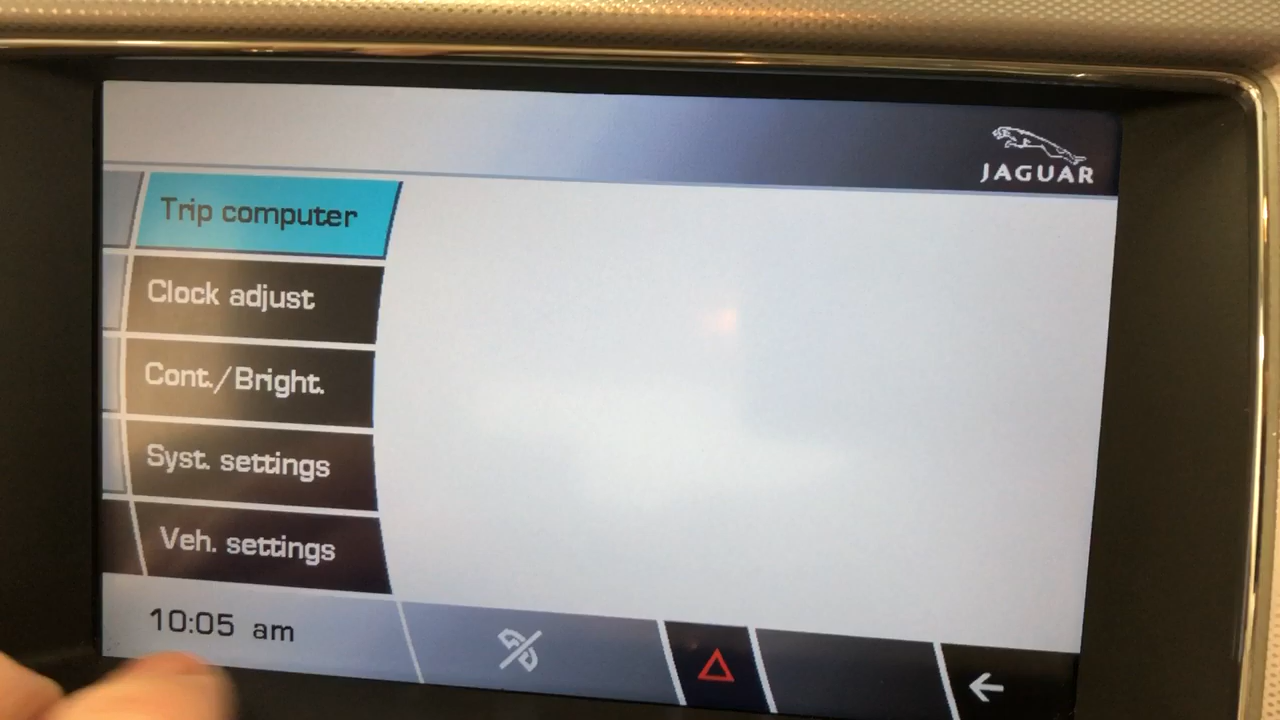 JAGUAR
Trip computer
Clock adjust
Cont./Bright.
Syst. settings
Veh. settings
10:05 am